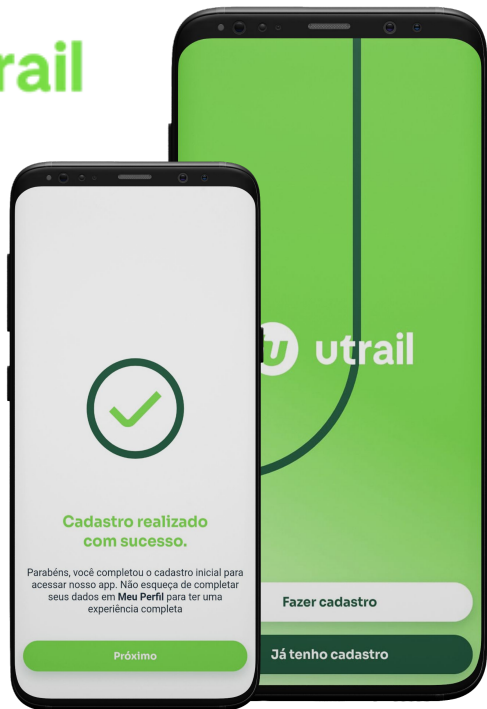 rail
utrail
Cadastro realizado
com sucesso.
Parabéns, você completou o cadastro inicial para
acessar nosso app. Não esqueça de completar
seus dados em Meu Perfil para ter uma
experiência completa
Próximo
Fazer cadastro
Já tenho cadastro